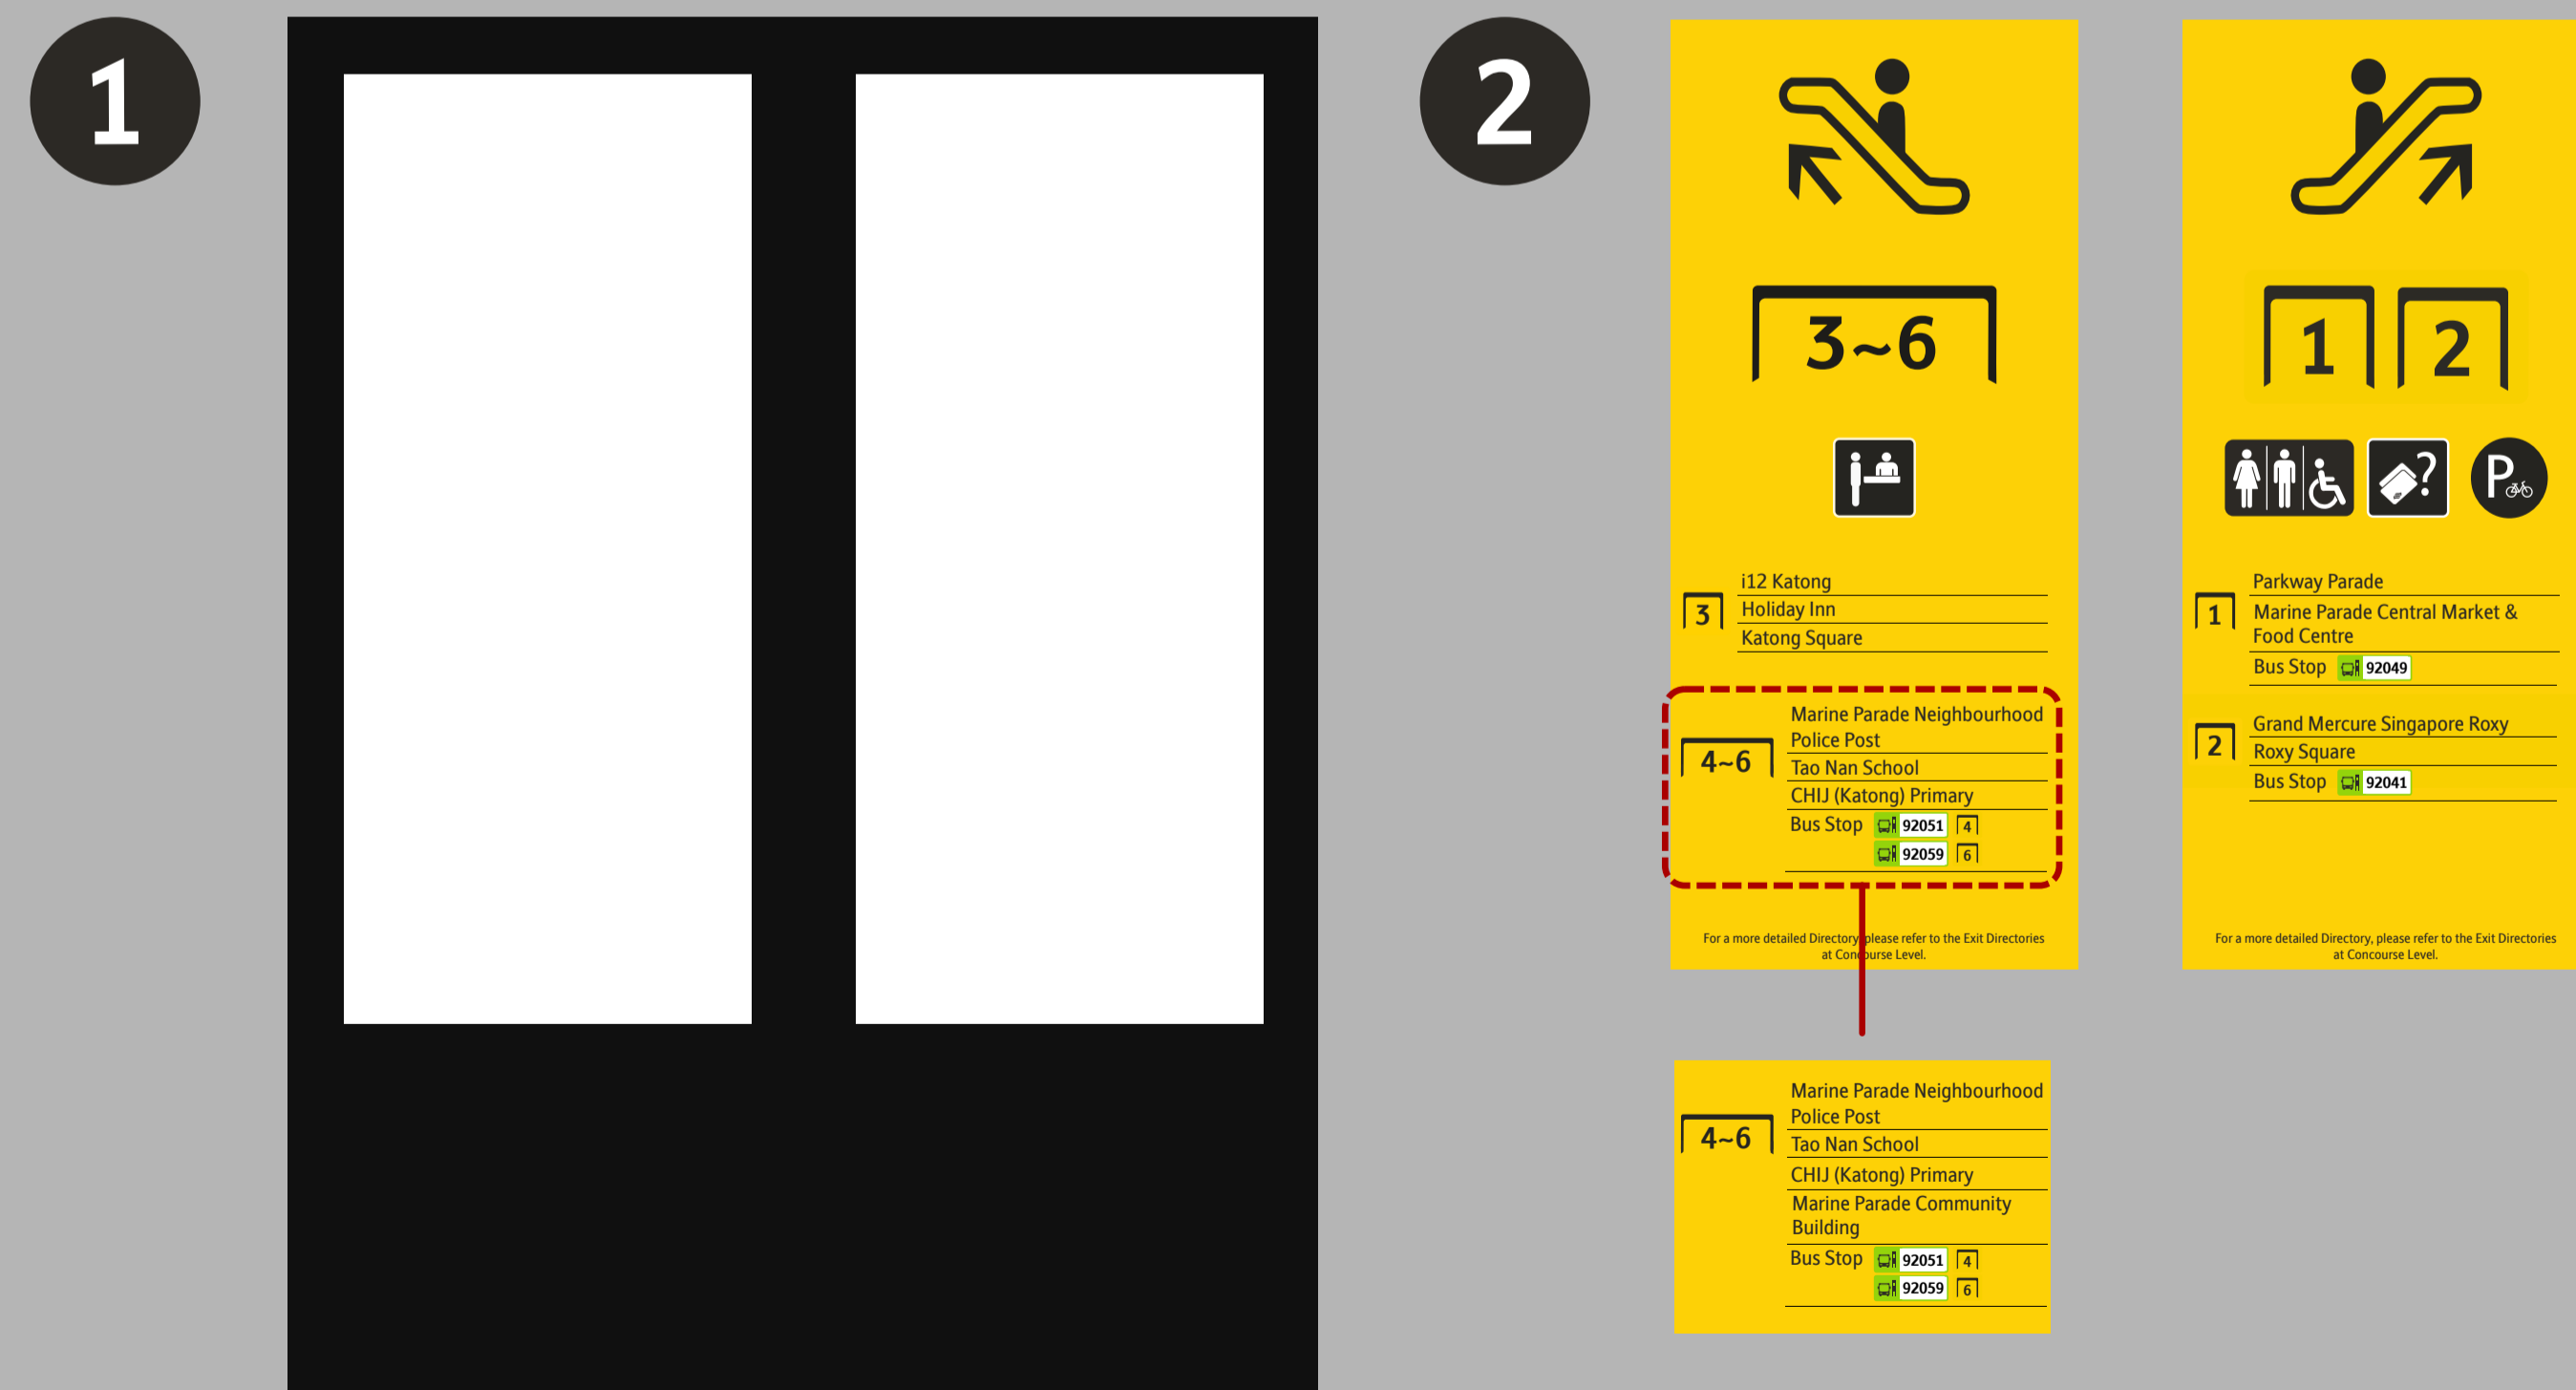 1
2
3~6
3
i12 Katong
Holiday Inn
Katong Square
4~6
Marine Parade Neighbourhood
Police Post
Tao Nan School
CHIJ (Katong) Primary
Bus Stop 92051 4
92059 6
For a more detailed Directory, please refer to the Exit Directories
at Concourse Level.
4~6
Marine Parade Neighbourhood
Police Post
Tao Nan School
CHIJ (Katong) Primary
Marine Parade Community
Building
Bus Stop 92051 4
92059 6
1 2
? P
1
Parkway Parade
Marine Parade Central Market &
Food Centre
Bus Stop 92049
2
Grand Mercure Singapore Roxy
Roxy Square
Bus Stop 92041
For a more detailed Directory, please refer to the Exit Directories
at Concourse Level.